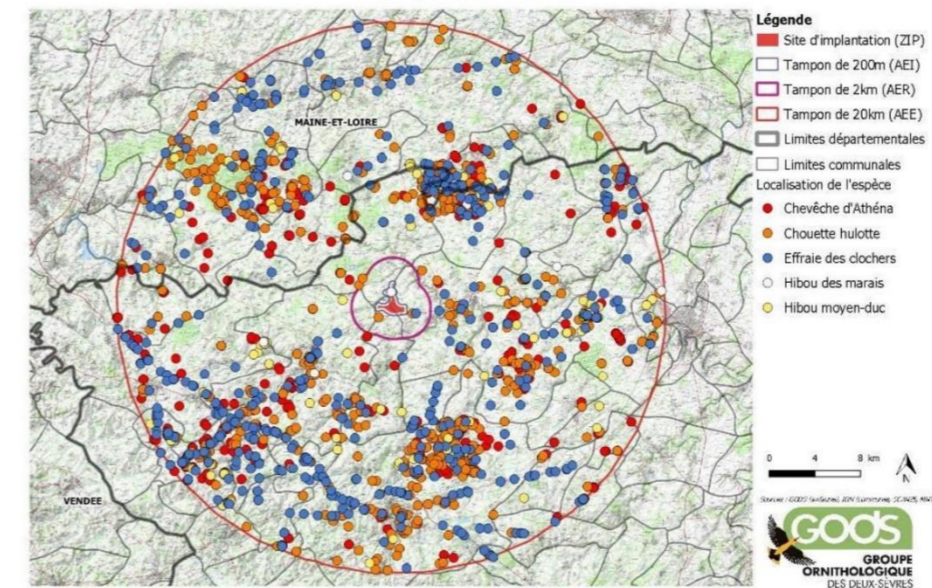 Légende
Site d'implantation (ZIP)
Tampon de 200m (AEI)
Tampon de 2km (AER)
Tampon de 20km (AEE)
Limites départementales
Limites communales
Localisation de l'espèce
Chevêche d'Athéna
Chouette hulotte
Effraie des clochers
Hibou des marais
Hibou moyen-duc
MAINE-ET-LOIRE
VENDEE
0 4 8 km
N
GODS
GROUPE
ORNITHOLOGIQUE
DES DEUX-SÈVRES